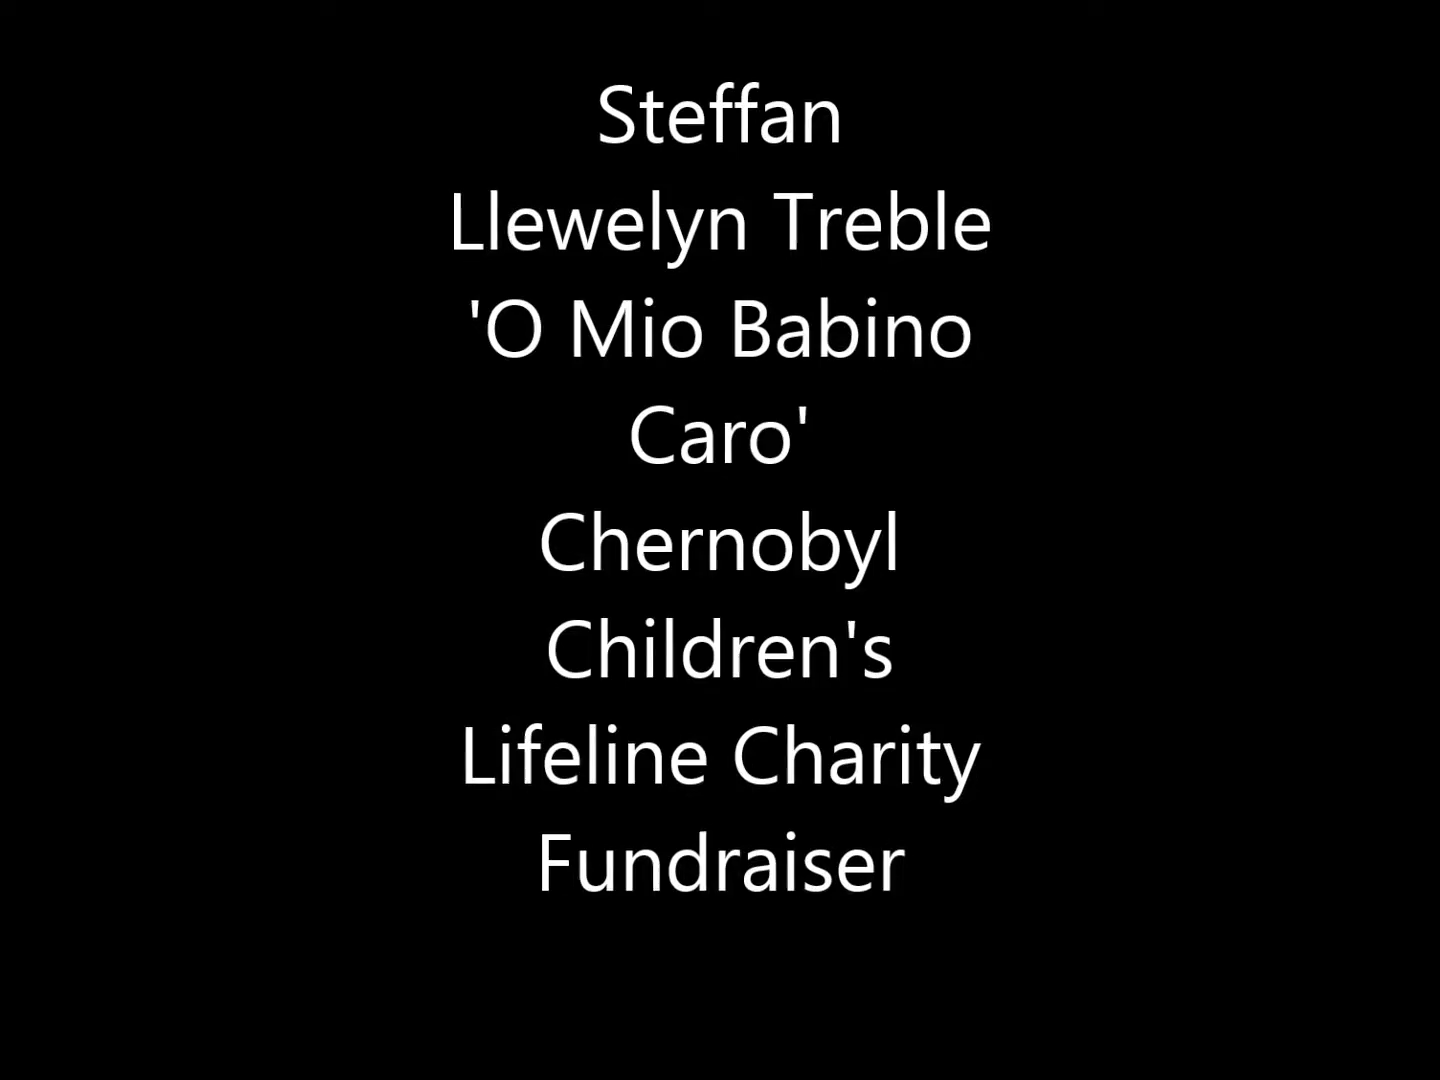 Steffan
Llewelyn Treble
'O Mio Babino
Caro'
Chernobyl
Children's
Lifeline Charity
Fundraiser